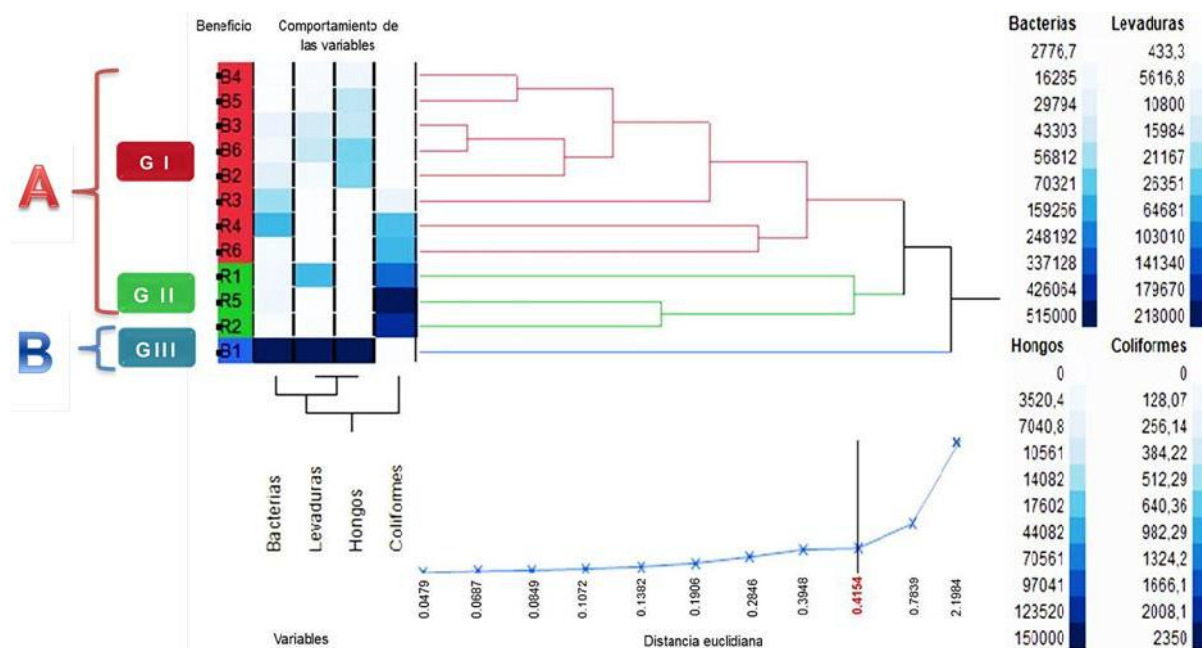 Beneficio
Comportamiento de
las variables
Bacterias
Levaduras
2776,7
433,3
16285
5616,8
29794
10800
43303
15984
56812
21167
70321
25351
159256
64681
248192
103010
337128
141340
426064
179670
515000
218000
A
G I
G II
B
GIII
B4
B5
B3
B6
B2
R3
R4
R6
R1
R5
R2
B1
Hongos
Coliformes
0
0
3520,4
128,07
7040,8
256,14
10561
384,22
14082
512,29
17602
640,36
44082
982,29
70561
1324,2
97041
1666,1
123520
2008,1
150000
2350
Bacterias
Levaduras
Hongos
Coliformes
0.0479
0.0687
0.0849
0.1072
0.1382
0.1906
0.2846
0.3948
0.4154
0.7839
2.1984
Variables
Distancia euclidiana